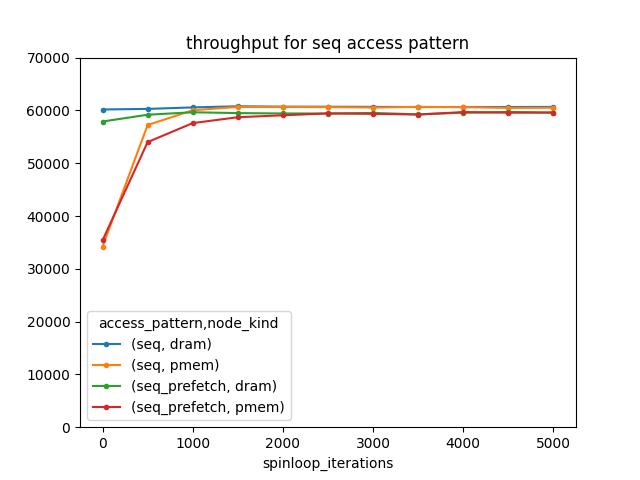 throughput for seq access pattern
70000
60000
50000
40000
30000
20000
10000
0
access_pattern,node_kind
(seq, dram)
(seq, pmem)
(seq_prefetch, dram)
(seq_prefetch, pmem)
0 1000 2000 3000 4000 5000
spinloop_iterations